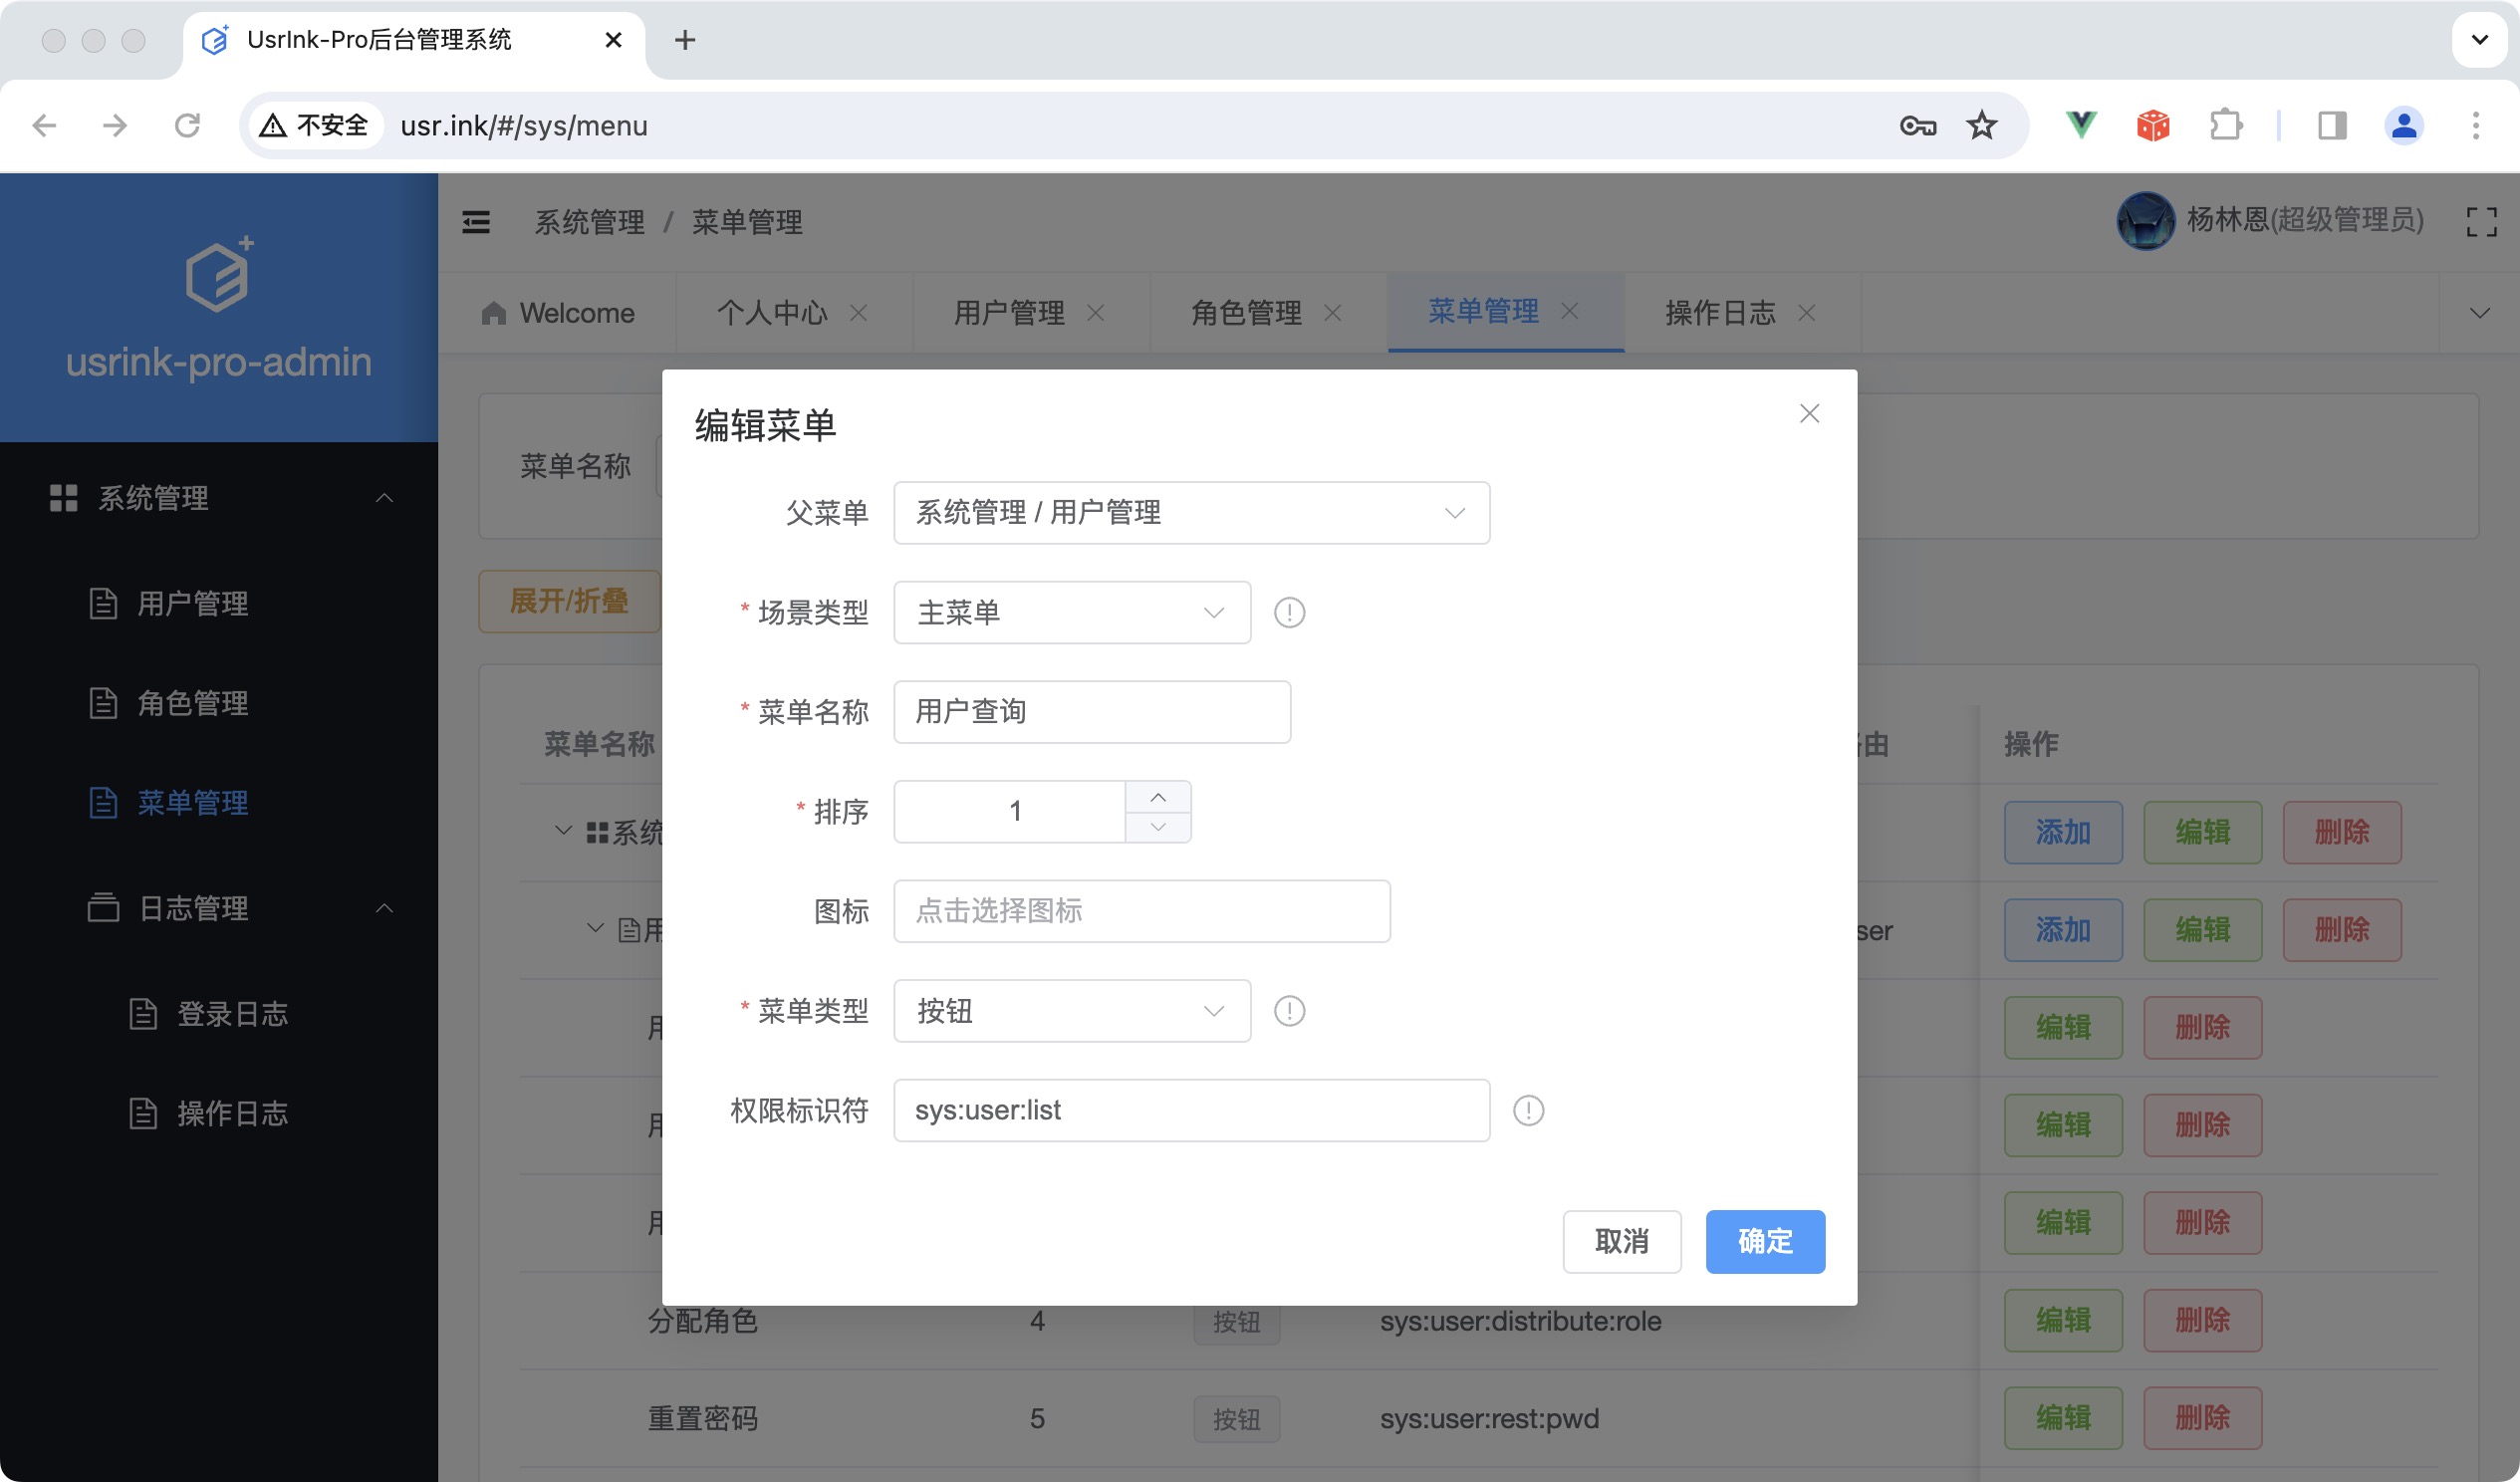 UsrInk-Pro后台管理系统
不安全 usr.ink/#/sys/menu
usrink-pro-admin
系统管理
用户管理
角色管理
菜单管理
日志管理
登录日志
操作日志
系统管理 / 菜单管理
杨林恩(超级管理员)
Welcome 个人中心 用户管理 角色管理 菜单管理 操作日志
菜单名称
展开/折叠
菜单名称 由 操作
系统 添加 编辑 删除
用 ser 添加 编辑 删除
用 编辑 删除
用 编辑 删除
用 编辑 删除
分配角色 4 按钮 sys:user:distribute:role 编辑 删除
重置密码 5 按钮 sys:user:rest:pwd 编辑 删除
编辑菜单
父菜单 系统管理 / 用户管理
* 场景类型 主菜单
* 菜单名称 用户查询
* 排序 1
图标 点击选择图标
* 菜单类型 按钮
权限标识符 sys:user:list
取消 确定